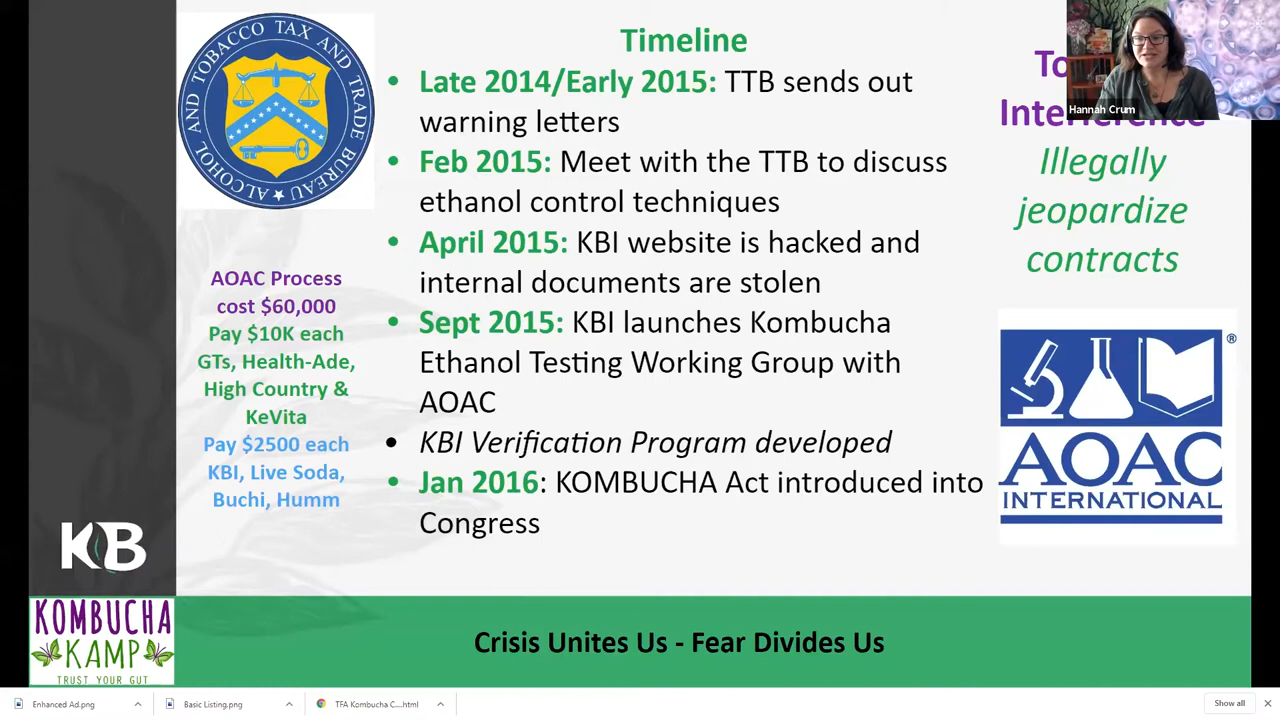 ALCOHOL AND TOBACCO TAX AND TRADE BUREAU
Timeline
• Late 2014/Early 2015: TTB sends out
warning letters
• Feb 2015: Meet with the TTB to discuss
ethanol control techniques
• April 2015: KBI website is hacked and
internal documents are stolen
• Sept 2015: KBI launches Kombucha
Ethanol Testing Working Group with
AOAC
• KBI Verification Program developed
• Jan 2016: KOMBUCHA Act introduced into
Congress
AOAC Process
cost $60,000
Pay $10K each
GTs, Health-Ade,
High Country &
KeVita
Pay $2500 each
KBI, Live Soda,
Buchi, Humm
Hannah Crum
Illegally
jeopardize
contracts
®
AOAC
INTERNATIONAL
KB
KOMBUCHA
KAMP
TRUST YOUR GUT
Crisis Unites Us - Fear Divides Us
Enhanced Ad.png
Basic Listing.png
TFA Kombucha C....html
Show all